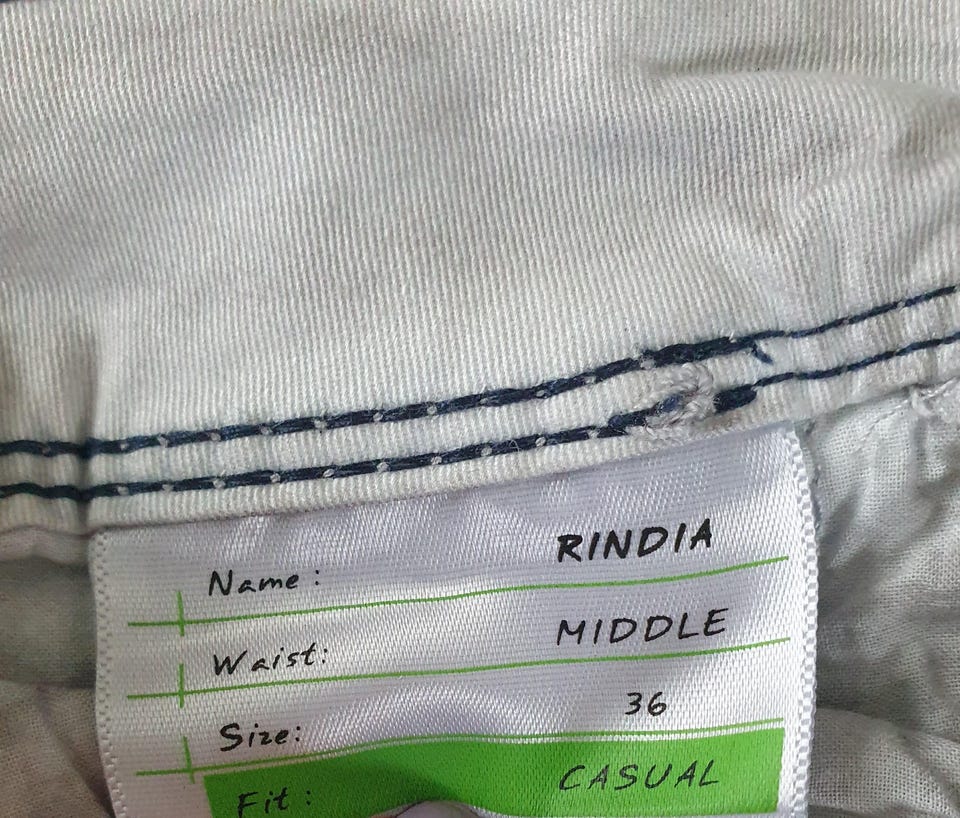 Name : RINDIA
Waist: MIDDLE
Size: 36
Fit : CASUAL